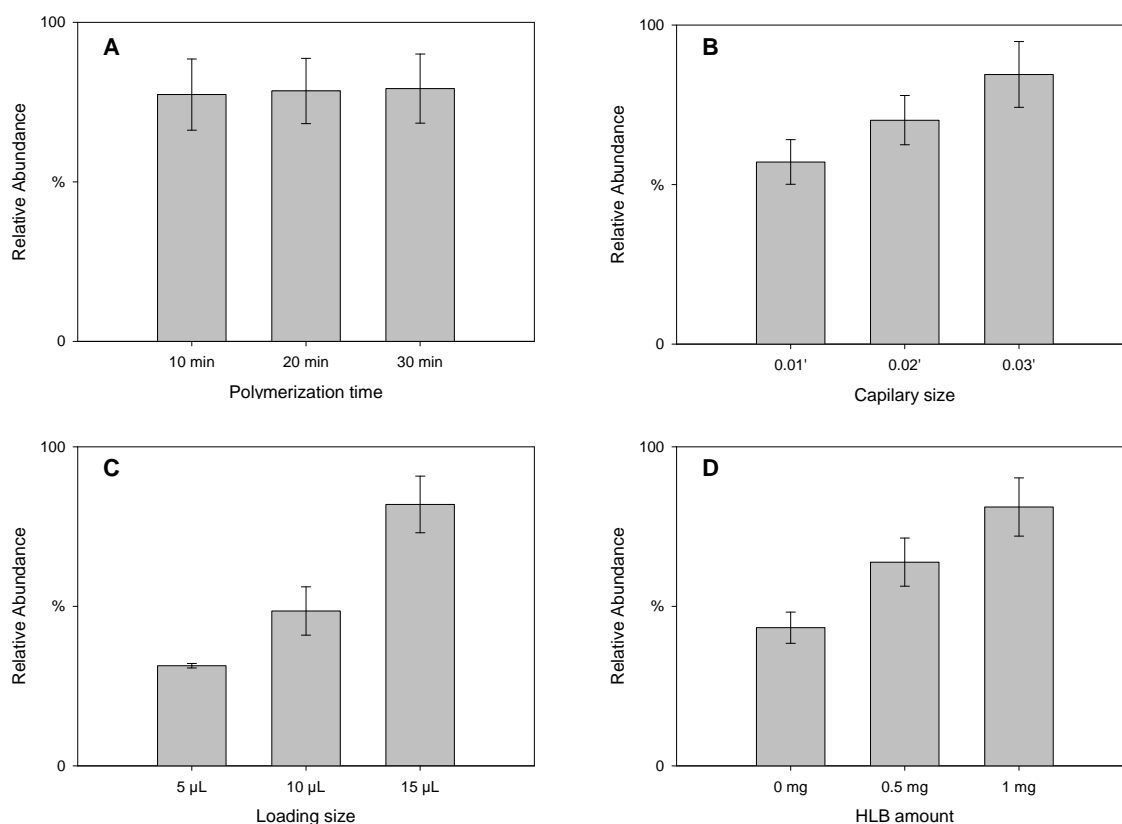 100
A
Relative Abundance
%
0
10 min 20 min 30 min
Polymerization time
100
B
Relative Abundance
%
0
0.01' 0.02' 0.03'
Capilary size
100
C
Relative Abundance
%
0
5 µL 10 µL 15 µL
Loading size
100
D
Relative Abundance
%
0
0 mg 0.5 mg 1 mg
HLB amount